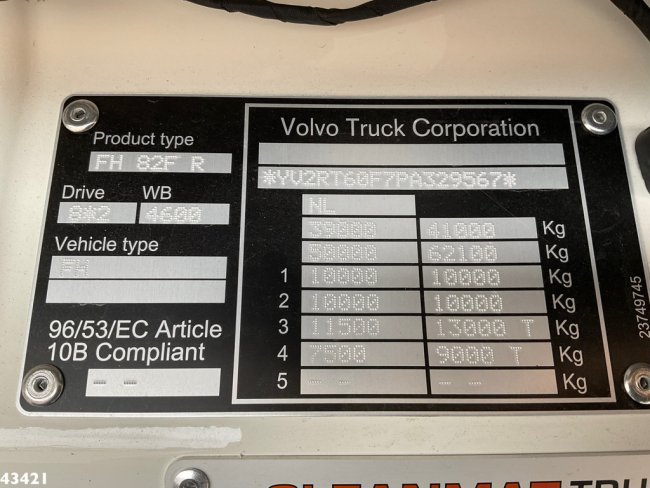 Volvo Truck Corporation
Product type
FH 82F R
*YV2RT60F7PA329567*
Drive WB
8*2 4600
NL
39000 41000 Kg
50000 62100 Kg
Vehicle type
FH
1 10000 10000 Kg
2 10000 10000 Kg
3 11500 13000 T Kg
4 7500 9000 T Kg
5 -- -- Kg
96/53/EC Article
10B Compliant
-- --
23749745
43421
CLEANMAT TRU